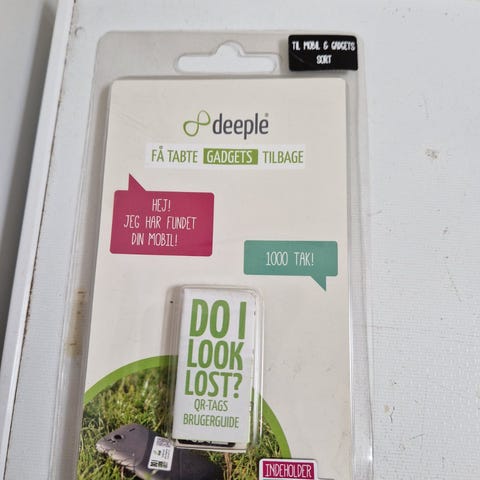 TIL MOBIL & GADGETS
SORT
deeple®
FÅ TABTE GADGETS TILBAGE
HEJ!
JEG HAR FUNDET
DIN MOBIL!
1000 TAK!
DO I
LOOK
LOST?
QR-TAGS
BRUGERGUIDE
INDEHOLDER